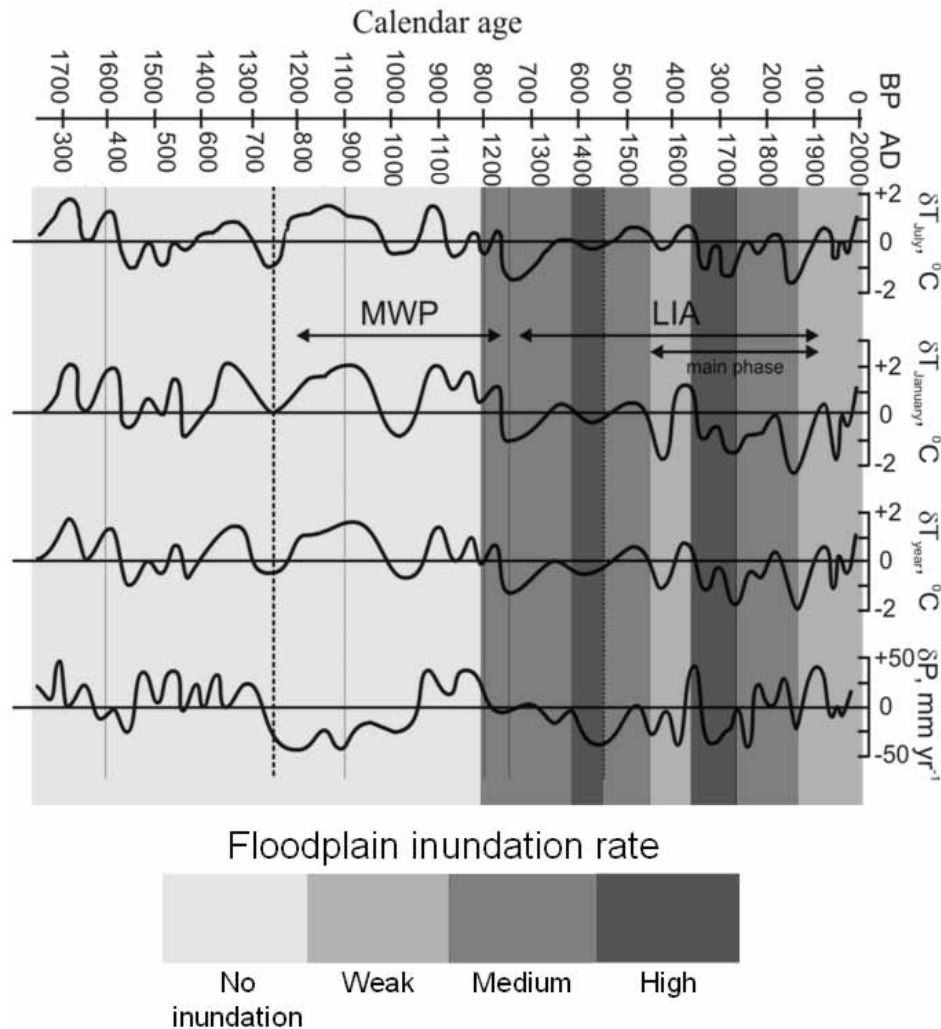 Calendar age
1700 1600 1500 1400 1300 1200 1100 1000 900 800 700 600 500 400 300 200 100 0 BP
300 400 500 600 700 800 900 1000 1100 1200 1300 1400 1500 1600 1700 1800 1900 2000 AD
+2
0
-2
δT July, ⁰C
MWP
LIA
main phase
+2
0
-2
δT January, ⁰C
+2
0
-2
δT year, ⁰C
+50
0
-50
δP, mm yr⁻¹
Floodplain inundation rate
No
inundation
Weak
Medium
High